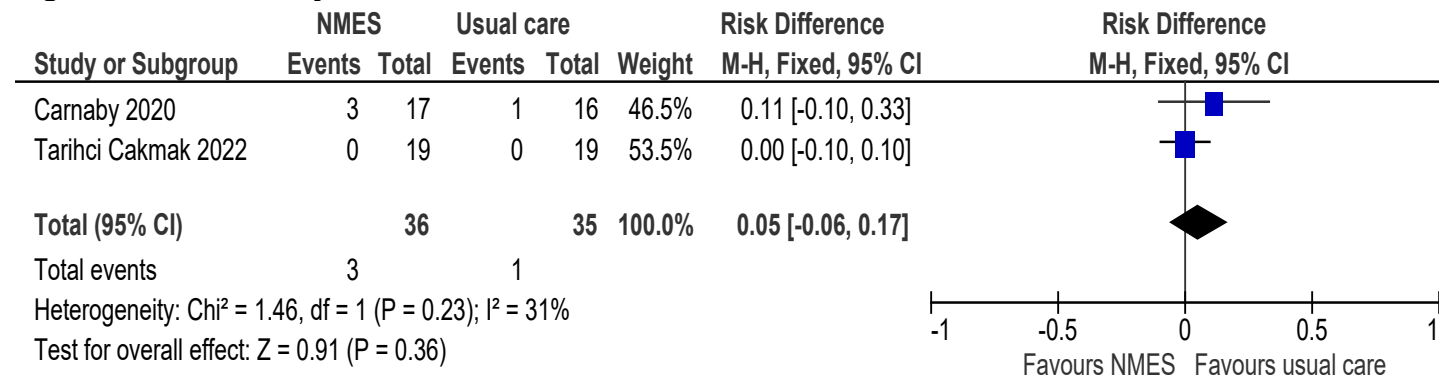 NMES Usual care Risk Difference Risk Difference
Study or Subgroup Events Total Events Total Weight M-H, Fixed, 95% CI M-H, Fixed, 95% CI
Carnaby 2020 3 17 1 16 46.5% 0.11 [-0.10, 0.33]
Tarihci Cakmak 2022 0 19 0 19 53.5% 0.00 [-0.10, 0.10]
Total (95% CI) 36 35 100.0% 0.05 [-0.06, 0.17]
Total events 3 1
Heterogeneity: Chi² = 1.46, df = 1 (P = 0.23); I² = 31%
Test for overall effect: Z = 0.91 (P = 0.36)
-1 -0.5 0 0.5 1
Favours NMES Favours usual care